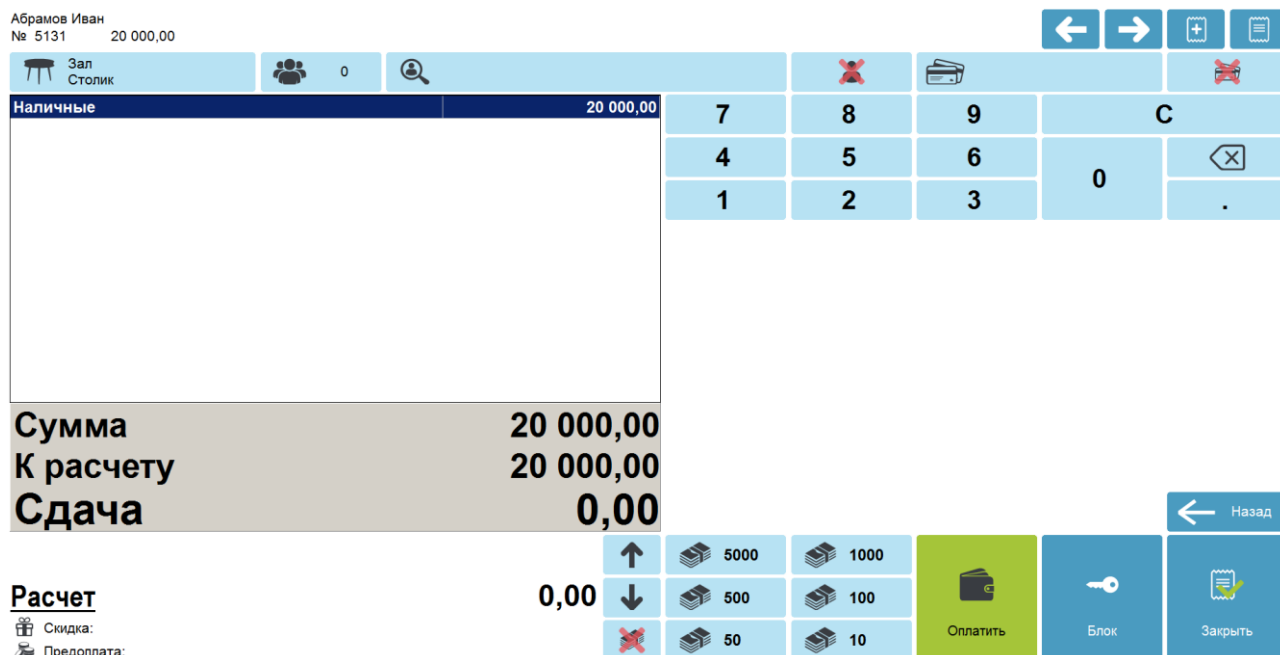 Абрамов Иван
№ 5131 20 000,00
Зал
Столик
0
Наличные 20 000,00
7 8 9 C
4 5 6
0
1 2 3 .
Сумма 20 000,00
К расчету 20 000,00
Сдача 0,00
Назад
5000 1000
Расчет 0,00
500 100
Скидка:
Предоплата:
50 10
Оплатить
Блок
Закрыть